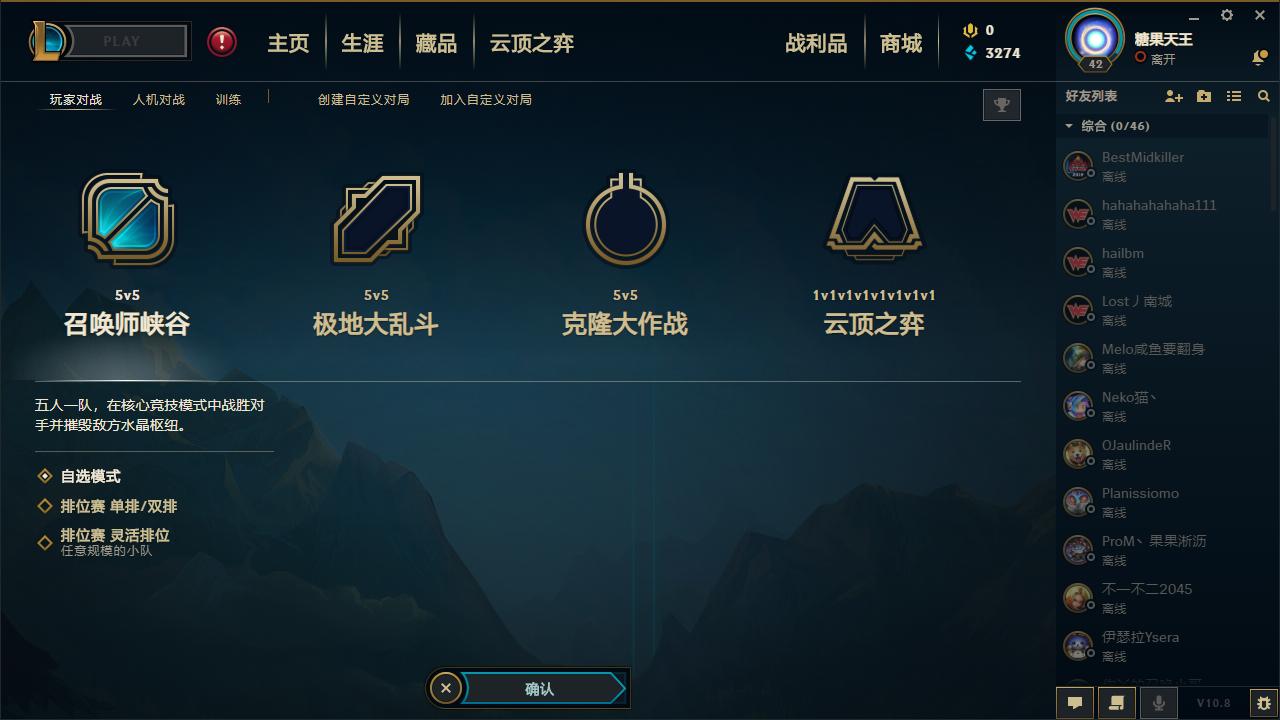 PLAY
主页
生涯
藏品
云顶之弈
战利品
商城
0
3274
42
糖果天王
离开
玩家对战
人机对战
训练
创建自定义对局
加入自定义对局
好友列表
综合 (0/46)
5v5
召唤师峡谷
5v5
极地大乱斗
5v5
克隆大作战
1v1v1v1v1v1v1v1
云顶之弈
五人一队，在核心竞技模式中战胜对
手并摧毁敌方水晶枢纽。
自选模式
排位赛 单排/双排
排位赛 灵活排位
任意规模的小队
确认
BestMidkiller
离线
hahahahahaha111
离线
hailbm
离线
Lost丿南城
离线
Melo咸鱼要翻身
离线
Neko猫丶
离线
OJaulindeR
离线
Planissiomo
离线
ProM丶果果淅沥
离线
不一不二2045
离线
伊瑟拉Ysera
离线
V10.8